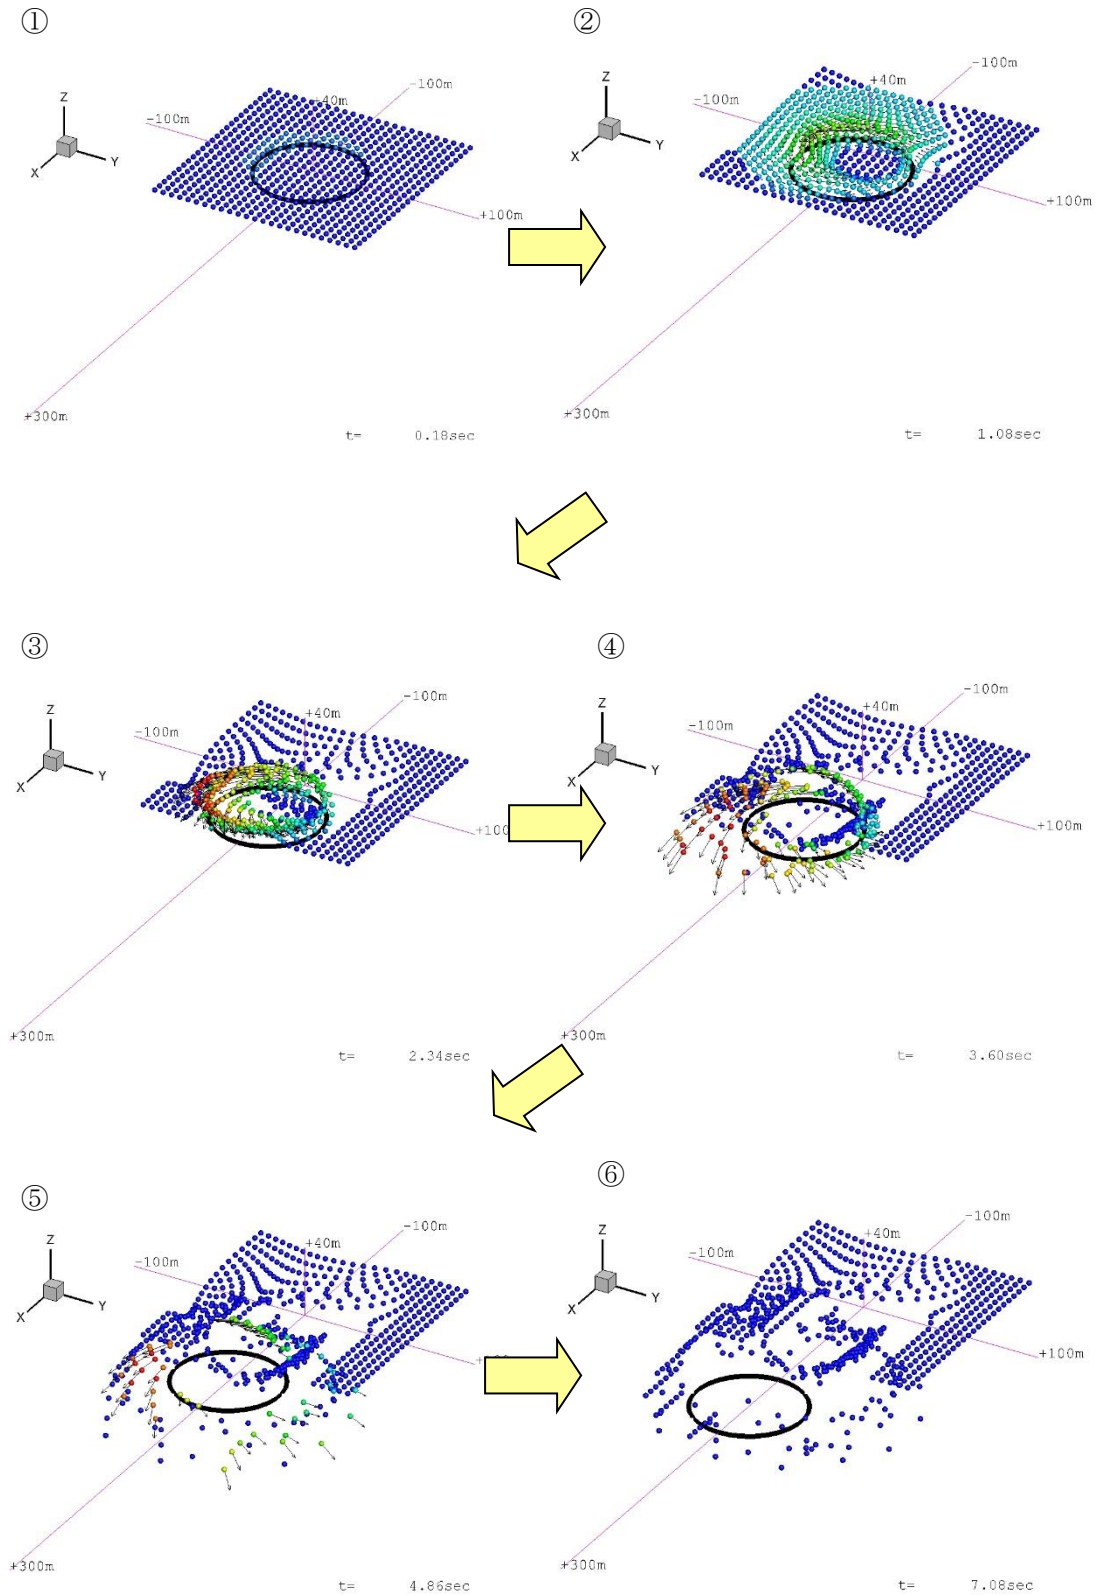 ①
Z
X
Y
-100m
+40m
-100m
+100m
+300m
t= 0.18sec
②
Z
X
Y
-100m
+40m
-100m
+100m
+300m
t= 1.08sec
③
Z
X
Y
-100m
+40m
-100m
+100
+300m
t= 2.34sec
④
Z
X
Y
-100m
+40m
-100m
+100m
+300m
t= 3.60sec
⑤
Z
X
Y
-100m
+40m
-100m
+300m
t= 4.86sec
⑥
Z
X
Y
-100m
+40m
-100m
+100m
+300m
t= 7.08sec